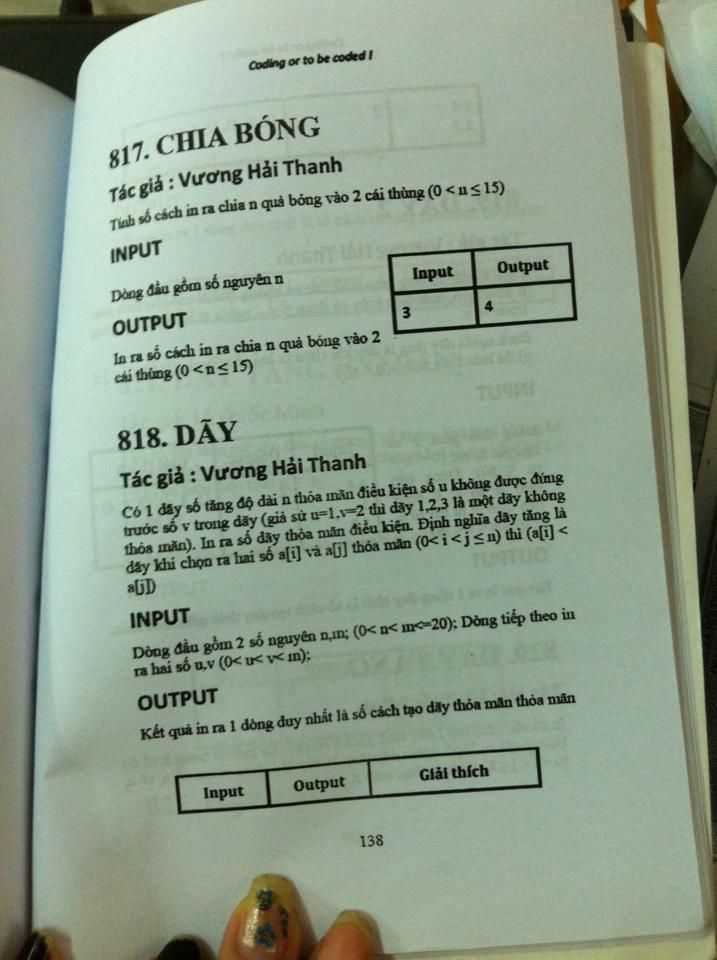 Coding or to be coded !
817. CHIA BÓNG
Tác giả : Vương Hải Thanh
Tính số cách in ra chia n quả bóng vào 2 cái thùng (0 < n ≤ 15)
INPUT
Dòng đầu gồm số nguyên n
OUTPUT
In ra số cách in ra chia n quả bóng vào 2
cái thùng (0 < n ≤ 15)
Input Output
3 4
818. DÃY
Tác giả : Vương Hải Thanh
Có 1 dãy số tăng độ dài n thỏa mãn điều kiện số u không được đứng
trước số v trong dãy (giả sử u=1,v=2 thì dãy 1,2,3 là một dãy không
thỏa mãn). In ra số dãy thỏa mãn điều kiện. Định nghĩa dãy tăng là
dãy khi chọn ra hai số a[i] và a[j] thỏa mãn (0< i < j ≤ n) thì (a[i] <
a[j])
INPUT
Dòng đầu gồm 2 số nguyên n,m; (0< n< m<=20); Dòng tiếp theo in
ra hai số u,v (0< u< v< m);
OUTPUT
Kết quả in ra 1 dòng duy nhất là số cách tạo dãy thỏa mãn thỏa mãn
Input Output Giải thích
138